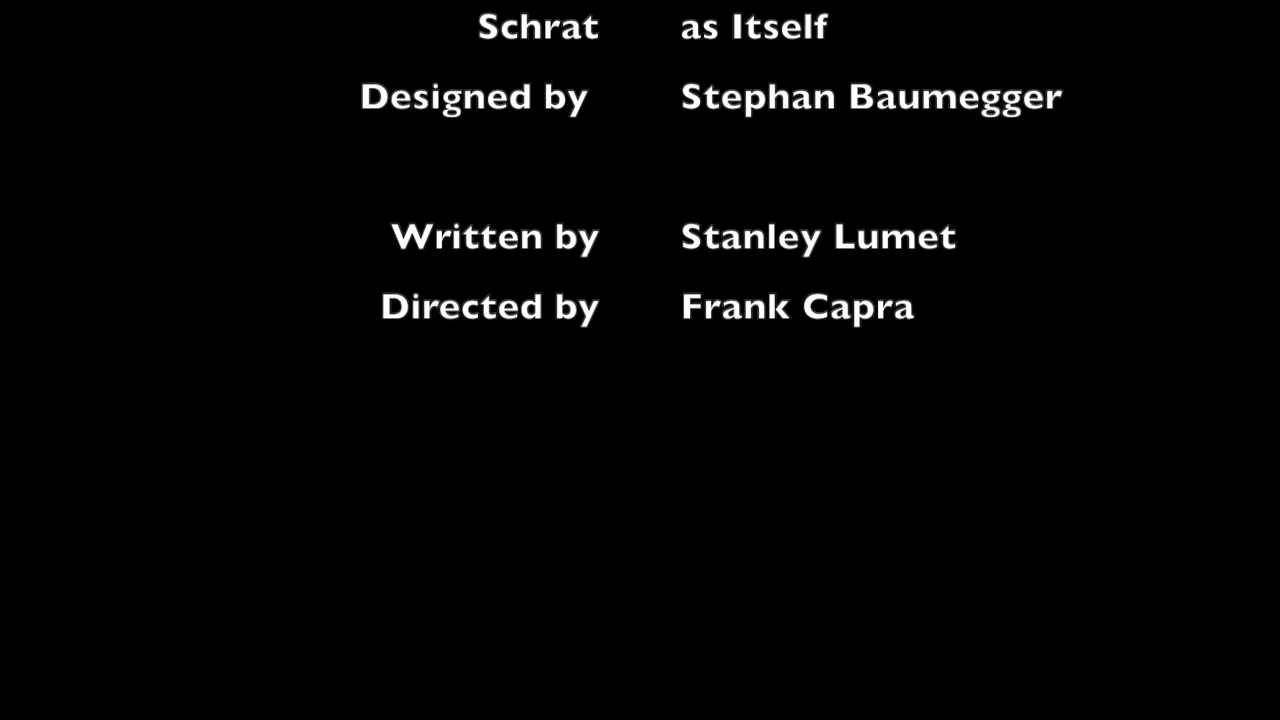 Schrat as Itself
Designed by Stephan Baumegger
Written by Stanley Lumet
Directed by Frank Capra